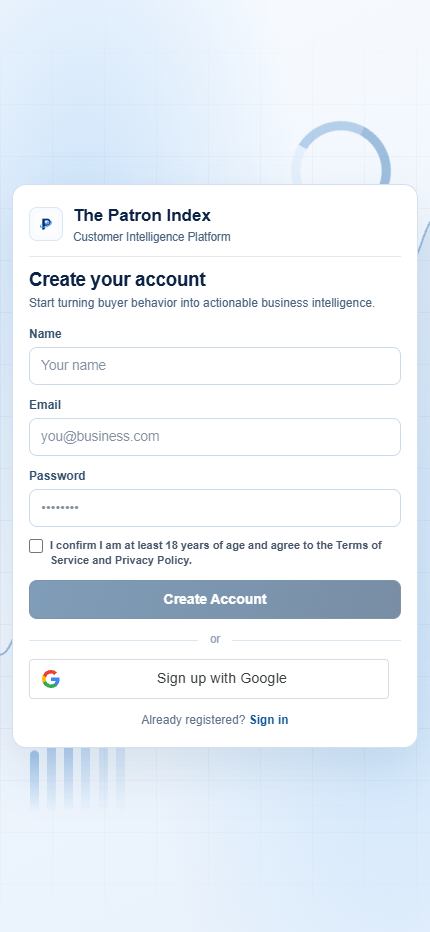 P
The Patron Index
Customer Intelligence Platform
Create your account
Start turning buyer behavior into actionable business intelligence.
Name
Your name
Email
you@business.com
Password
••••••••
I confirm I am at least 18 years of age and agree to the Terms of
Service and Privacy Policy.
Create Account
or
G
Sign up with Google
Already registered? Sign in